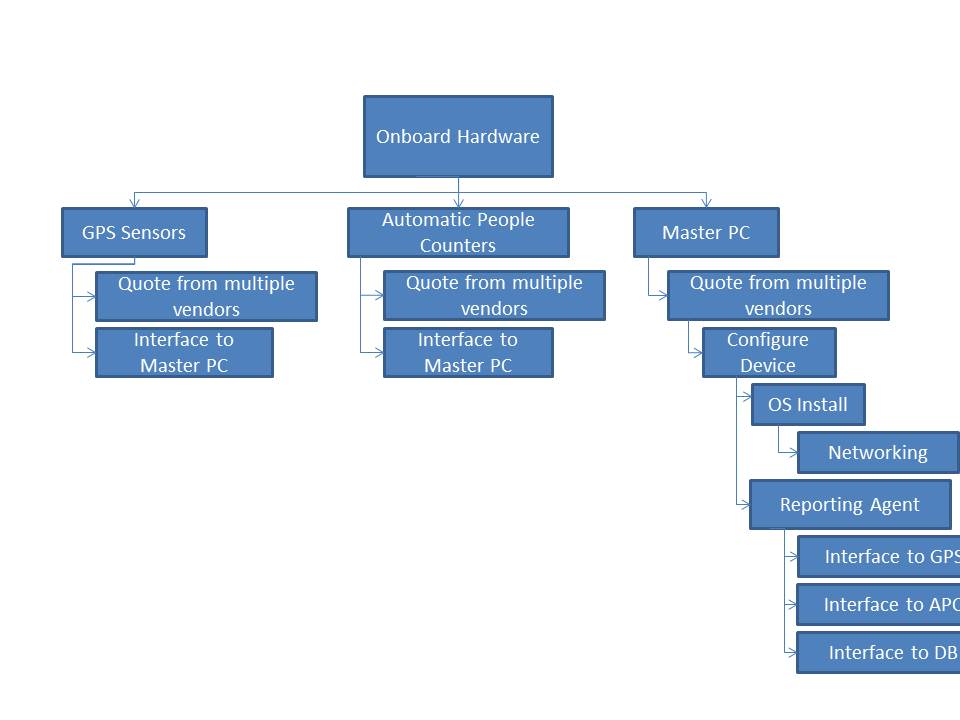 Onboard Hardware
GPS Sensors
Automatic People
Counters
Master PC
Quote from multiple
vendors
Quote from multiple
vendors
Quote from multiple
vendors
Interface to
Master PC
Interface to
Master PC
Configure
Device
OS Install
Networking
Reporting Agent
Interface to GPS
Interface to APC
Interface to DB